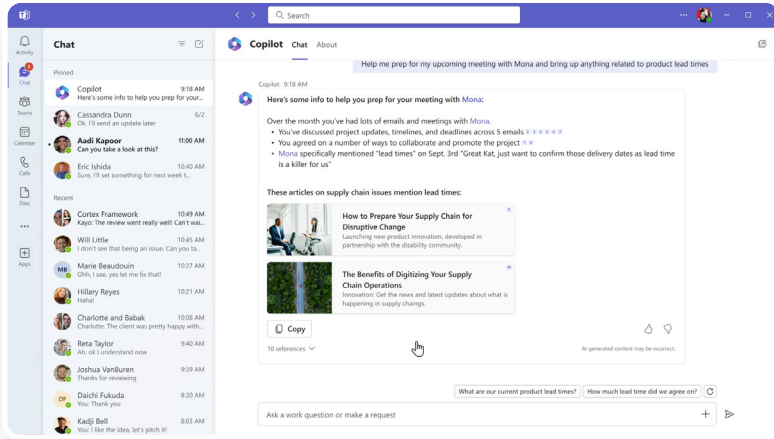 Search
Activity
Chat
Teams
Calendar
Calls
Files
Apps
1
Chat
Pinned
Copilot 9:18 AM
Here's some info to help you prep for your...
Cassandra Dunn 6/2
Ok. I'll send an update later
Aadi Kapoor 11:00 AM
Can you take a look at this?
Eric Ishida 10:40 AM
Sure, I'll set something for next week t...
Recent
Cortex Framework 10:49 AM
Kayo: The review went really well! Can't wai...
Will Little 10:45 AM
I don't see that being an issue, Can you ta...
MB
Marie Beaudouin 10:27 AM
Ohh, I see, yes let me fix that!
Hillary Reyes 10:21 AM
Haha!
Charlotte and Babak 10:08 AM
Charlotte: The client was pretty happy with...
Reta Taylor 9:40 AM
Ah, ok I understand now
Joshua VanBuren 9:29 AM
Thanks for reviewing
DF
Daichi Fukuda 8:20 AM
You: Thank you
Kadji Bell 8:03 AM
You: I like the idea, let's pitch it!
Copilot Chat About
Help me prep for my upcoming meeting with Mona and bring up anything related to product lead times
Copilot 9:18 AM
Here's some info to help you prep for your meeting with Mona:
Over the month you've had lots of emails and meetings with Mona.
• You've discussed project updates, timelines, and deadlines across 5 emails
• You agreed on a number of ways to collaborate and promote the project
• Mona specifically mentioned "lead times" on Sept. 3rd "Great Kat, just want to confirm those delivery dates as lead time
is a killer for us"
These articles on supply chain issues mention lead times:
How to Prepare Your Supply Chain for
Disruptive Change
Launching new product innovation, developed in
partnership with the disability community.
The Benefits of Digitizing Your Supply
Chain Operations
Innovation: Get the news and latest updates about what is
happening in supply chaings.
Copy
10 references
AI-generated content may be incorrect.
What are our current product lead times?
How much lead time did we agree on?
Ask a work question or make a request